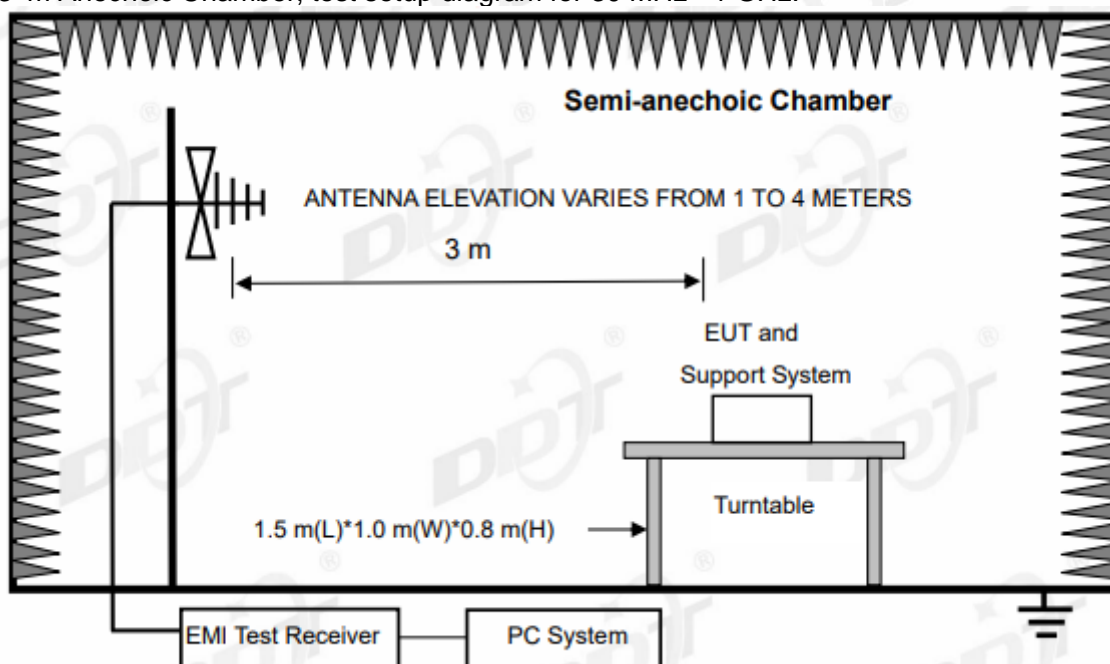 Semi-anechoic Chamber
ANTENNA ELEVATION VARIES FROM 1 TO 4 METERS
3 m
EUT and
Support System
Turntable
1.5 m(L)*1.0 m(W)*0.8 m(H)
EMI Test Receiver
PC System
DDT
®